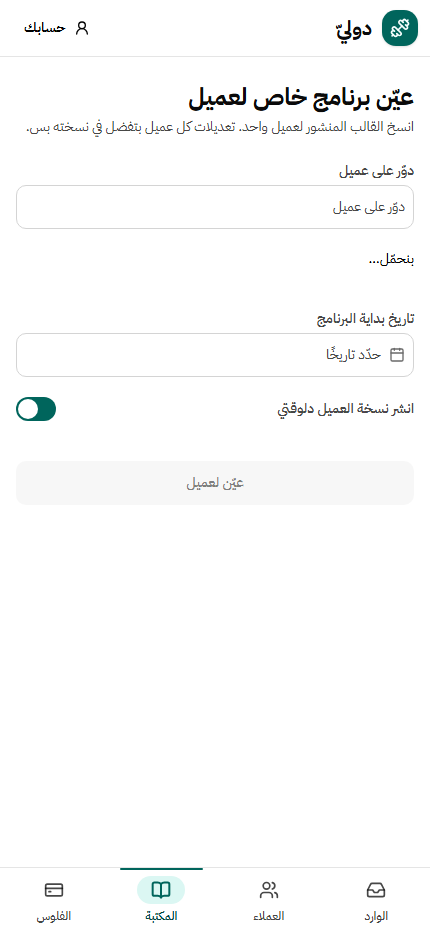 دوليّ
حسابك
عيّن برنامج خاص لعميل
انسخ القالب المنشور لعميل واحد. تعديلات كل عميل بتفضل في نسخته بس.
دوّر على عميل
دوّر على عميل
بنحمّل...
تاريخ بداية البرنامج
حدّد تاريخًا
انشر نسخة العميل دلوقتي
عيّن لعميل
الوارد
العملاء
المكتبة
الفلوس